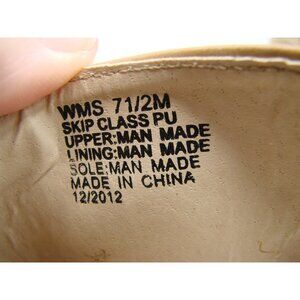 WMS 71/2M
SKIP CLASS PU
UPPER:MAN MADE
LINING:MAN MADE
SOLE:MAN MADE
MADE IN CHINA
12/2012